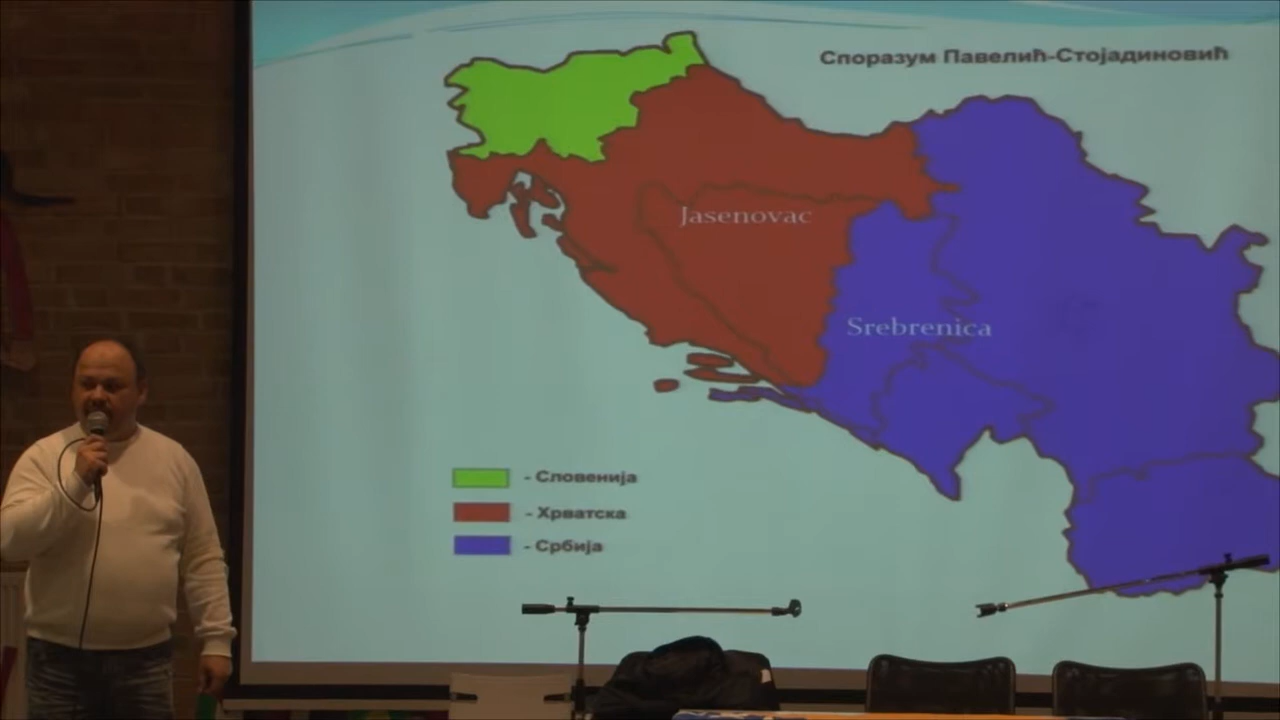 Споразум Павелић-Стојадиновић
Jasenovac
Srebrenica
- Словенија
- Хрватска
- Србија